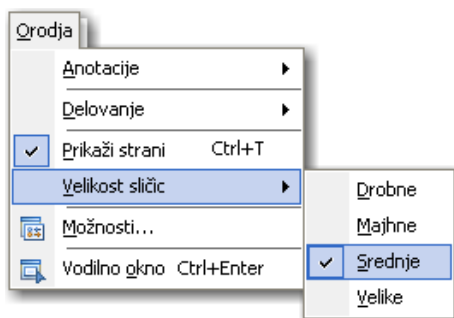 Orodja
Anotacije
Delovanje
Prikaži strani Ctrl+T
Velikost sličic
Možnosti...
Vodilno okno Ctrl+Enter
Drobne
Majhne
Srednje
Velike